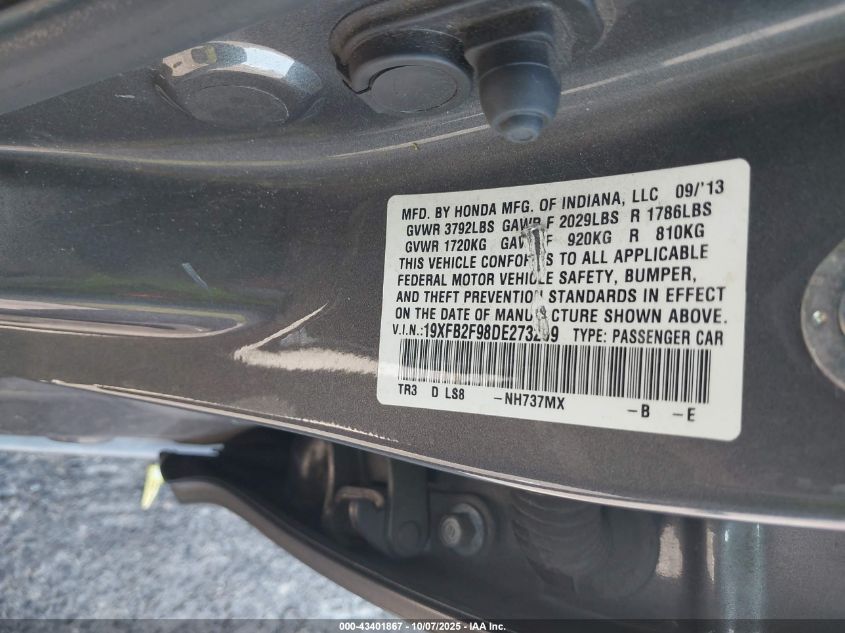 MFD. BY HONDA MFG. OF INDIANA, LLC 09/'13
GVWR 3792LBS GAWR F 2029LBS R 1786LBS
GVWR 1720KG F 920KG R 810KG
THIS VEHICLE CONFORMS TO ALL APPLICABLE
FEDERAL MOTOR VEHICLE SAFETY, BUMPER,
AND THEFT PREVENTION STANDARDS IN EFFECT
ON THE DATE OF MANUFACTURE SHOWN ABOVE.
V.I.N.: TYPE: PASSENGER CAR
TR3 D LS8 -NH737MX -B -E
000-43401867 - 10/07/2025 - IAA Inc.